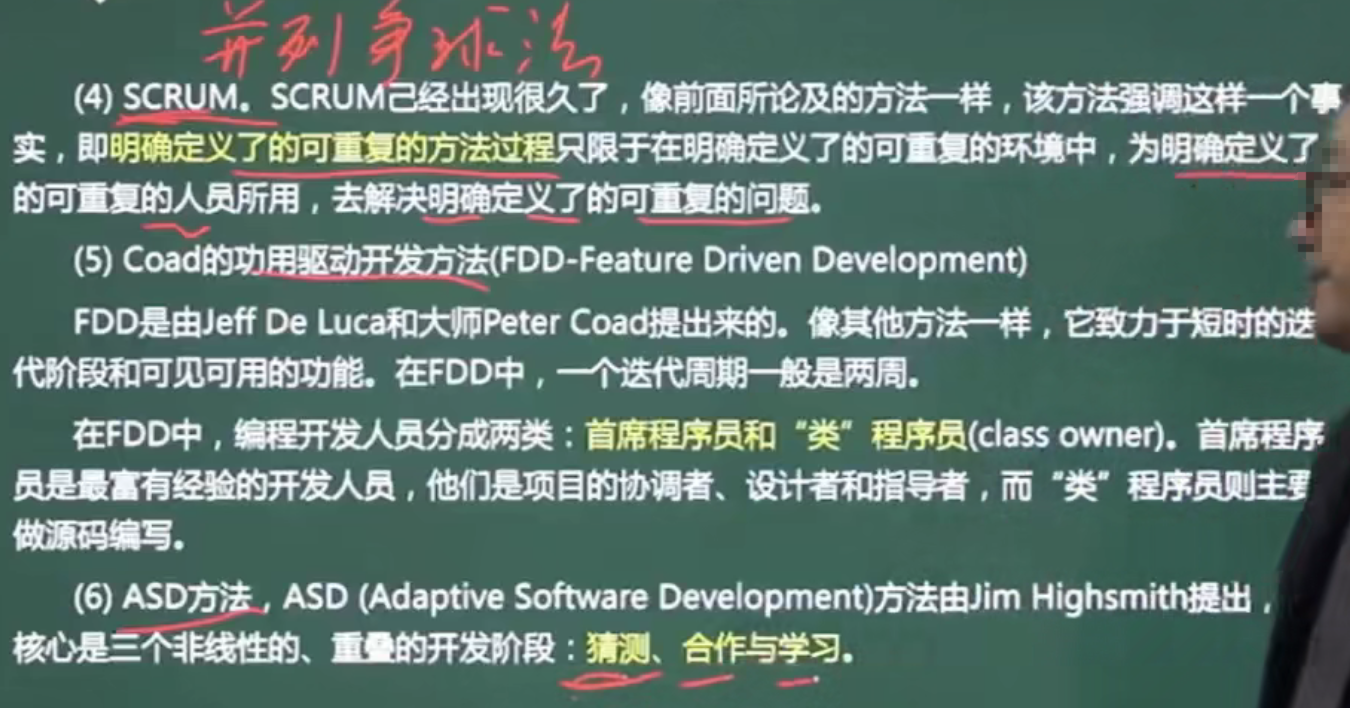 并列争球法
(4) SCRUM。SCRUM己经出现很久了，像前面所论及的方法一样，该方法强调这样一个事
实，即明确定义了的可重复的方法过程只限于在明确定义了的可重复的环境中，为明确定义了
的可重复的人员所用，去解决明确定义了的可重复的问题。
(5) Coad的功用驱动开发方法(FDD-Feature Driven Development)
FDD是由Jeff De Luca和大师Peter Coad提出来的。像其他方法一样，它致力于短时的迭
代阶段和可见可用的功能。在FDD中，一个迭代周期一般是两周。
在FDD中，编程开发人员分成两类：首席程序员和“类”程序员(class owner)。首席程序
员是最富有经验的开发人员，他们是项目的协调者、设计者和指导者，而“类”程序员则主要
做源码编写。
(6) ASD方法，ASD (Adaptive Software Development)方法由Jim Highsmith提出，
核心是三个非线性的、重叠的开发阶段：猜测、合作与学习。